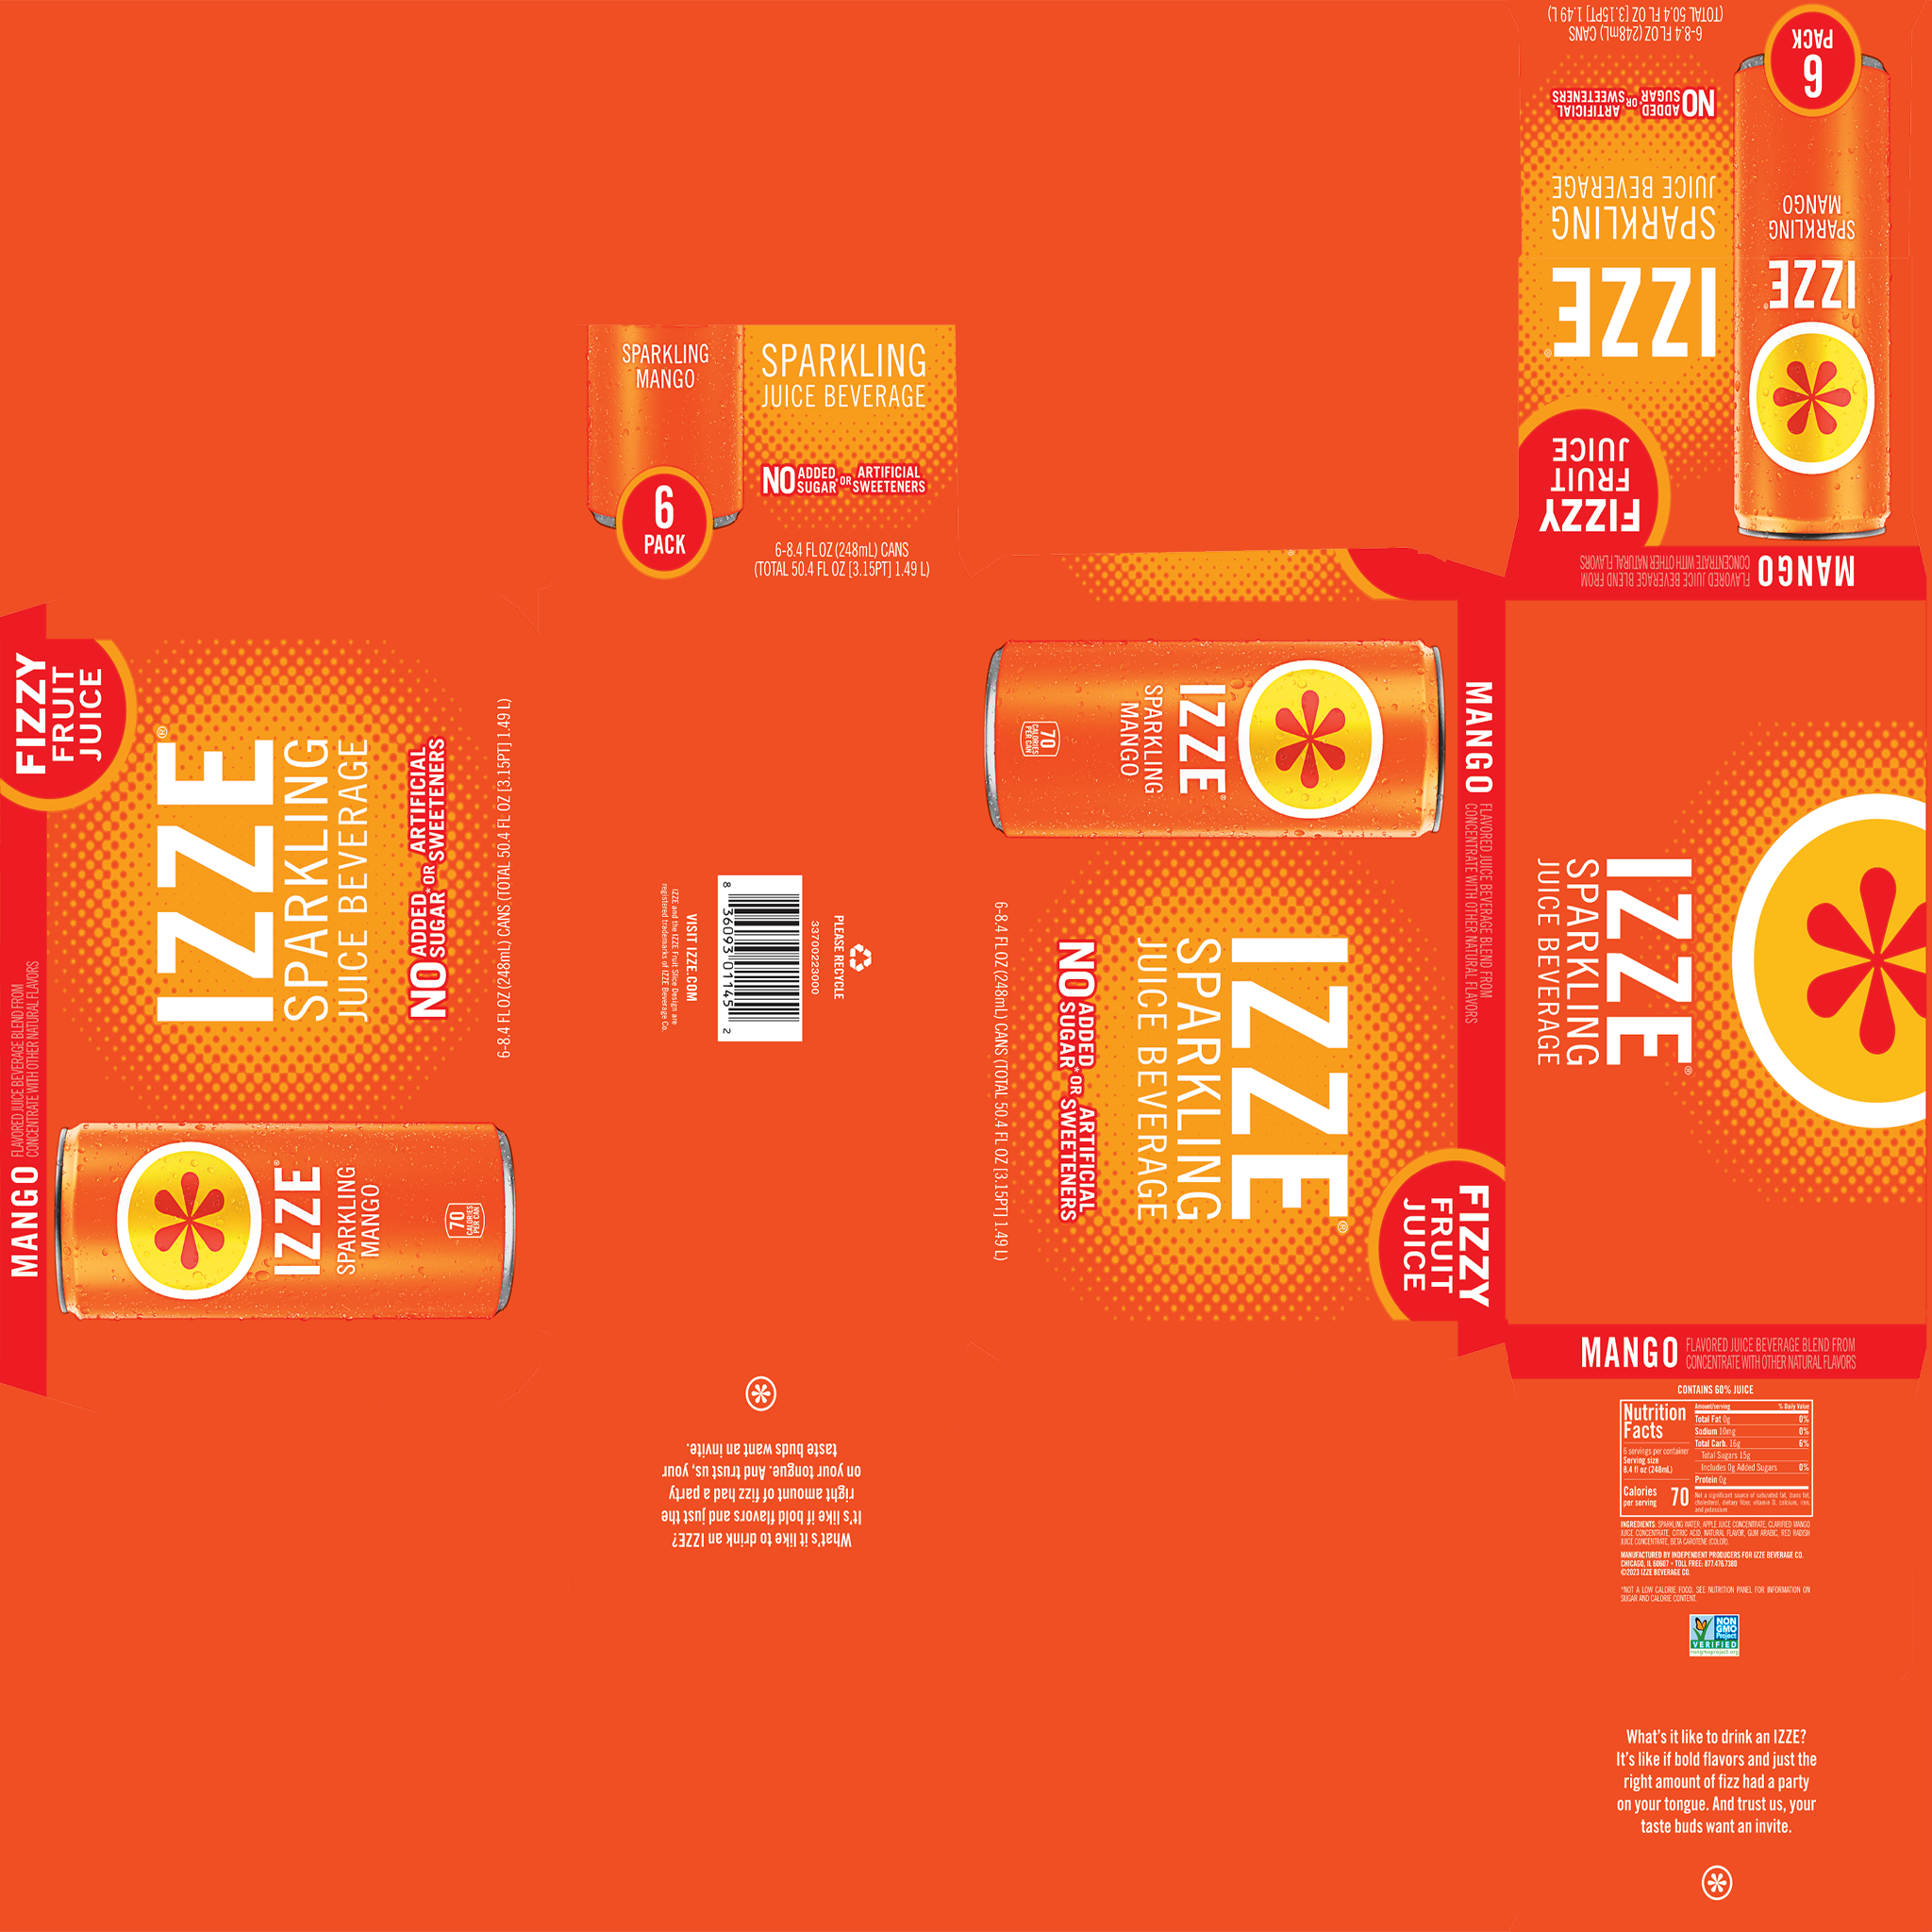 6-8.4 FL OZ (248mL) CANS
(TOTAL 50.4 FL OZ [3.15PT] 1.49 L)
6
PACK
NO ADDED SUGAR* OR ARTIFICIAL SWEETENERS
SPARKLING
JUICE BEVERAGE
IZZE®
SPARKLING
MANGO
IZZE®
FIZZY
FRUIT
JUICE
MANGO
FLAVORED JUICE BEVERAGE BLEND FROM
CONCENTRATE WITH OTHER NATURAL FLAVORS
SPARKLING
MANGO
6
PACK
SPARKLING
JUICE BEVERAGE
NO ADDED SUGAR* OR ARTIFICIAL SWEETENERS
6-8.4 FL OZ (248mL) CANS
(TOTAL 50.4 FL OZ [3.15PT] 1.49 L)
FIZZY
FRUIT
JUICE
IZZE®
SPARKLING
JUICE BEVERAGE
NO ADDED SUGAR* OR ARTIFICIAL SWEETENERS
6-8.4 FL OZ (248mL) CANS (TOTAL 50.4 FL OZ [3.15PT] 1.49 L)
MANGO
FLAVORED JUICE BEVERAGE BLEND FROM
CONCENTRATE WITH OTHER NATURAL FLAVORS
IZZE®
SPARKLING
MANGO
70
CALORIES
PER CAN
PLEASE RECYCLE
33700223000
8 36093 01145 2
VISIT IZZE.COM
IZZE and the IZZE Fruit Slice Design are
registered trademarks of IZZE Beverage Co.
What's it like to drink an IZZE?
It's like if bold flavors and just the
right amount of fizz had a party
on your tongue. And trust us, your
taste buds want an invite.
IZZE®
SPARKLING
MANGO
70
CALORIES
PER CAN
MANGO
FLAVORED JUICE BEVERAGE BLEND FROM
CONCENTRATE WITH OTHER NATURAL FLAVORS
IZZE®
SPARKLING
JUICE BEVERAGE
NO ADDED SUGAR* OR ARTIFICIAL SWEETENERS
6-8.4 FL OZ (248mL) CANS (TOTAL 50.4 FL OZ [3.15PT] 1.49 L)
FIZZY
FRUIT
JUICE
IZZE®
SPARKLING
JUICE BEVERAGE
MANGO
FLAVORED JUICE BEVERAGE BLEND FROM
CONCENTRATE WITH OTHER NATURAL FLAVORS
CONTAINS 60% JUICE
Nutrition
Facts
6 servings per container
Serving size
8.4 fl oz (248mL)
Calories
per serving 70
Amount/serving % Daily Value
Total Fat 0g 0%
Sodium 10mg 0%
Total Carb. 16g 6%
Total Sugars 15g
Includes 0g Added Sugars 0%
Protein 0g
Not a significant source of saturated fat, trans fat,
cholesterol, dietary fiber, vitamin D, calcium, iron,
and potassium
INGREDIENTS: SPARKLING WATER, APPLE JUICE CONCENTRATE, CLARIFIED MANGO
JUICE CONCENTRATE, CITRIC ACID, NATURAL FLAVOR, GUM ARABIC, RED RADISH
JUICE CONCENTRATE, BETA CAROTENE (COLOR).
MANUFACTURED BY INDEPENDENT PRODUCERS FOR IZZE BEVERAGE CO.
CHICAGO, IL 60607 • TOLL FREE: 877.476.7380
©2023 IZZE BEVERAGE CO.
*NOT A LOW CALORIE FOOD. SEE NUTRITION PANEL FOR INFORMATION ON
SUGAR AND CALORIE CONTENT.
NON
GMO
Project
VERIFIED
nongmoproject.org
What's it like to drink an IZZE?
It's like if bold flavors and just the
right amount of fizz had a party
on your tongue. And trust us, your
taste buds want an invite.